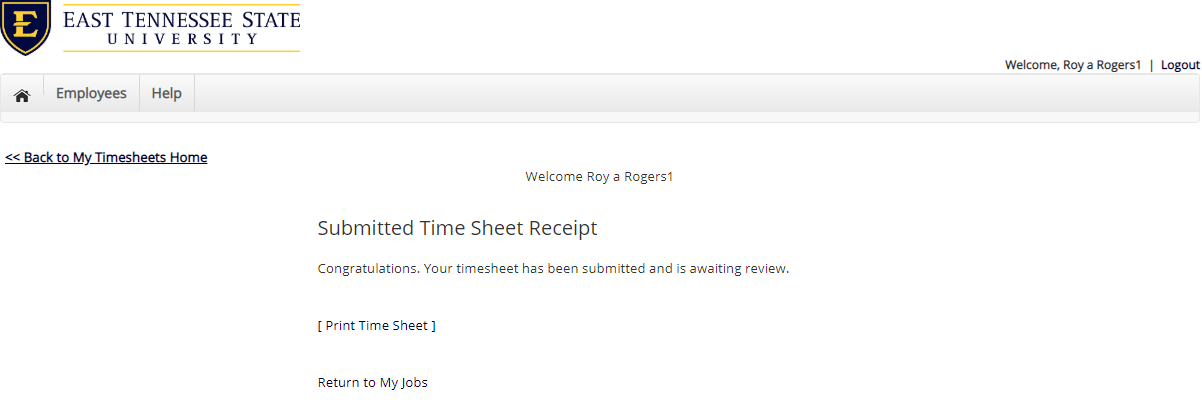 E
EAST TENNESSEE STATE
UNIVERSITY
Welcome, Roy a Rogers1 | Logout
Employees Help
<< Back to My Timesheets Home
Welcome Roy a Rogers1
Submitted Time Sheet Receipt
Congratulations. Your timesheet has been submitted and is awaiting review.
[ Print Time Sheet ]
Return to My Jobs